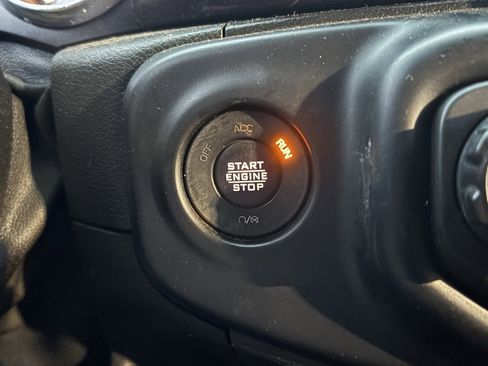 ACC
OFF
RUN
START
ENGINE
STOP